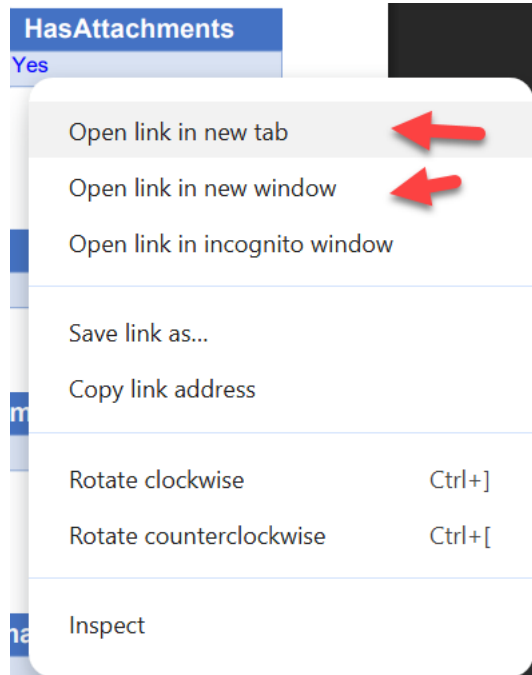 HasAttachments
Yes
Open link in new tab
Open link in new window
Open link in incognito window
Save link as...
Copy link address
Rotate clockwise Ctrl+]
Rotate counterclockwise Ctrl+[
Inspect